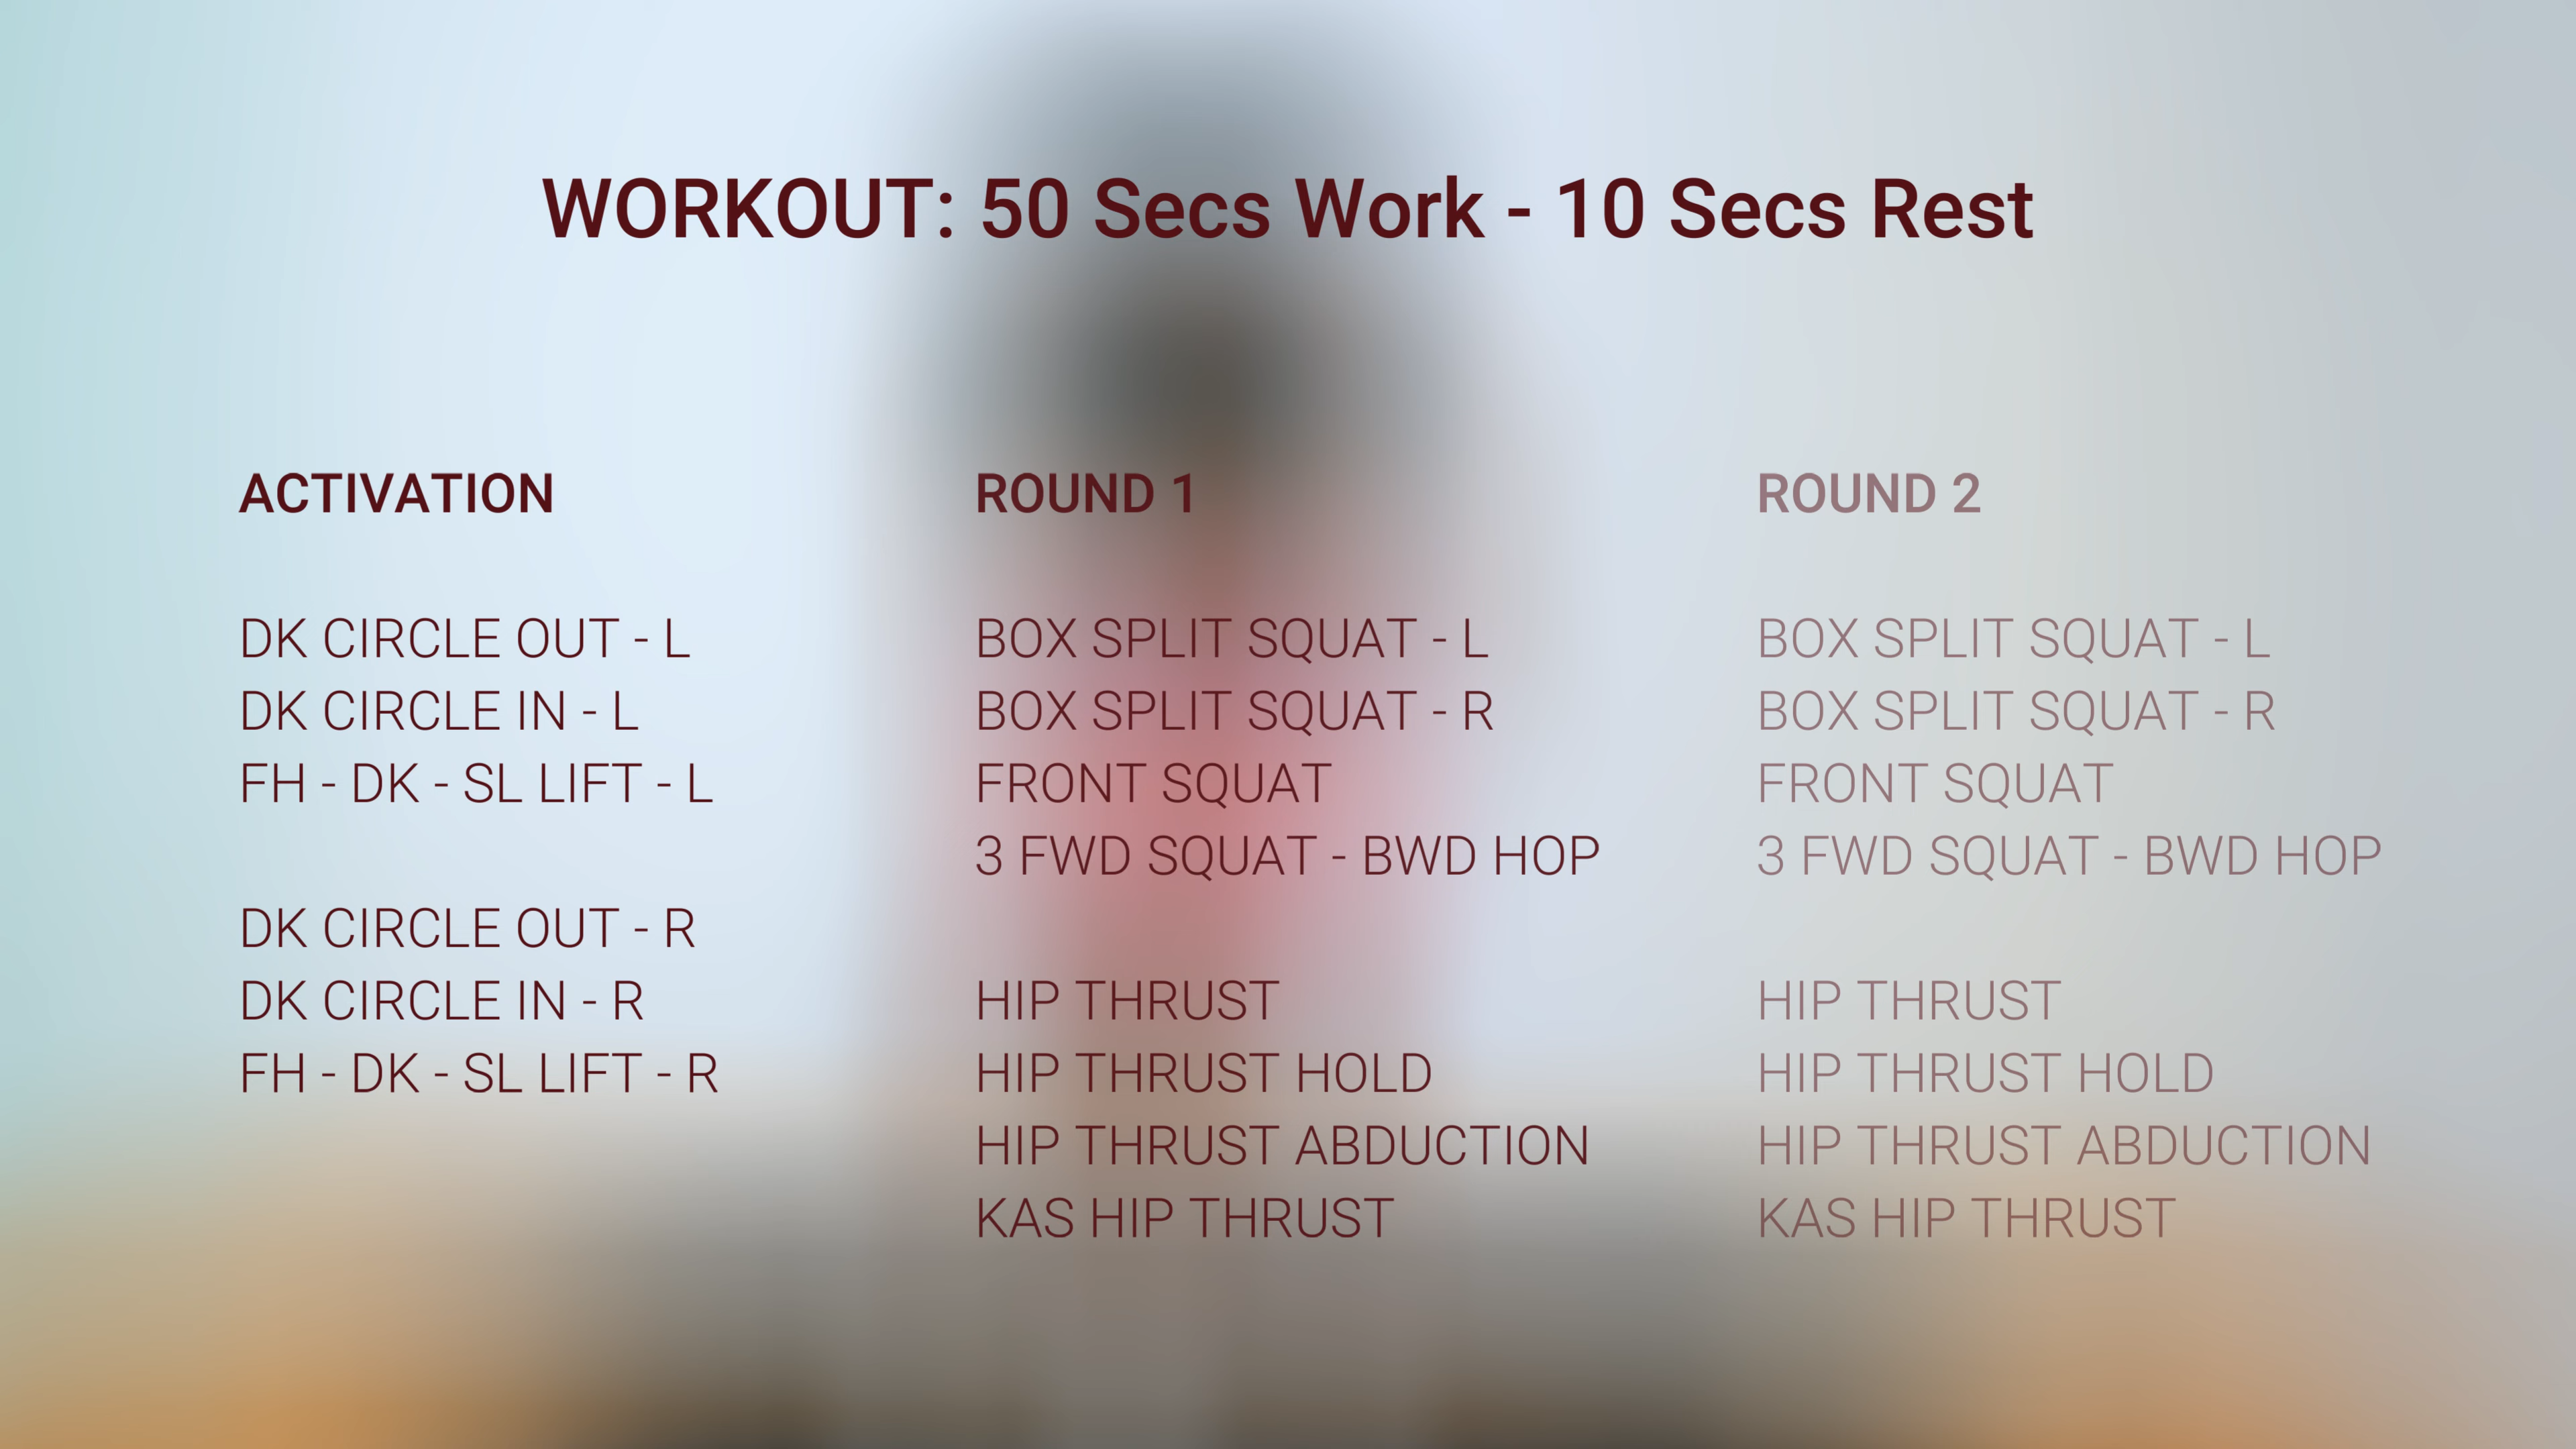 WORKOUT: 50 Secs Work - 10 Secs Rest
ACTIVATION
DK CIRCLE OUT - L
DK CIRCLE IN - L
FH - DK - SL LIFT - L
DK CIRCLE OUT - R
DK CIRCLE IN - R
FH - DK - SL LIFT - R
ROUND 1
BOX SPLIT SQUAT - L
BOX SPLIT SQUAT - R
FRONT SQUAT
3 FWD SQUAT - BWD HOP
HIP THRUST
HIP THRUST HOLD
HIP THRUST ABDUCTION
KAS HIP THRUST
ROUND 2
BOX SPLIT SQUAT - L
BOX SPLIT SQUAT - R
FRONT SQUAT
3 FWD SQUAT - BWD HOP
HIP THRUST
HIP THRUST HOLD
HIP THRUST ABDUCTION
KAS HIP THRUST